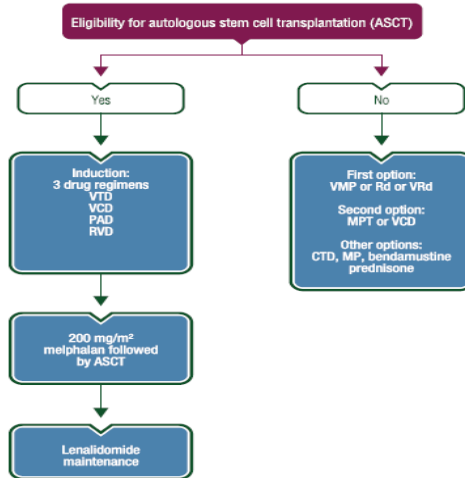 Eligibility for autologous stem cell transplantation (ASCT)
Yes
No
Induction:
3 drug regimens
VTD
VCD
PAD
RVD
First option:
VMP or Rd or VRd
Second option:
MPT or VCD
Other options:
CTD, MP, bendamustine
prednisone
200 mg/m²
melphalan followed
by ASCT
Lenalidomide
maintenance